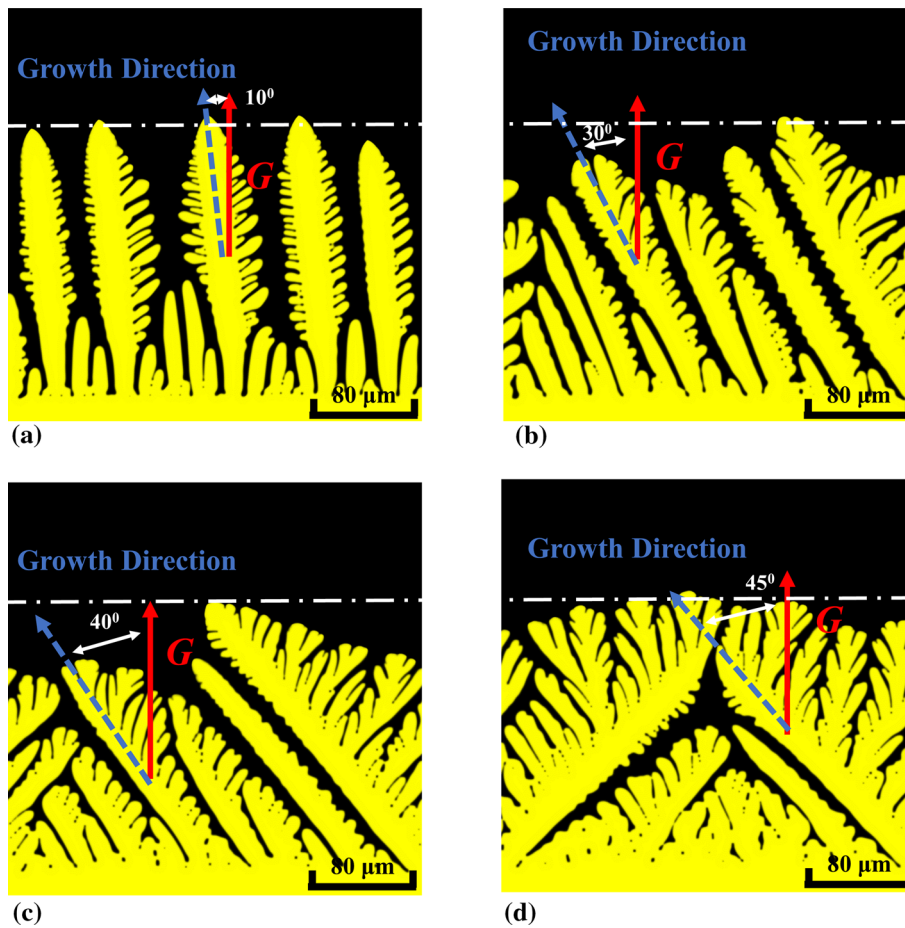 Growth Direction
10⁰
G
80 µm
(a)
Growth Direction
30⁰
G
80 µm
(b)
Growth Direction
40⁰
G
80 µm
(c)
Growth Direction
45⁰
G
80 µm
(d)